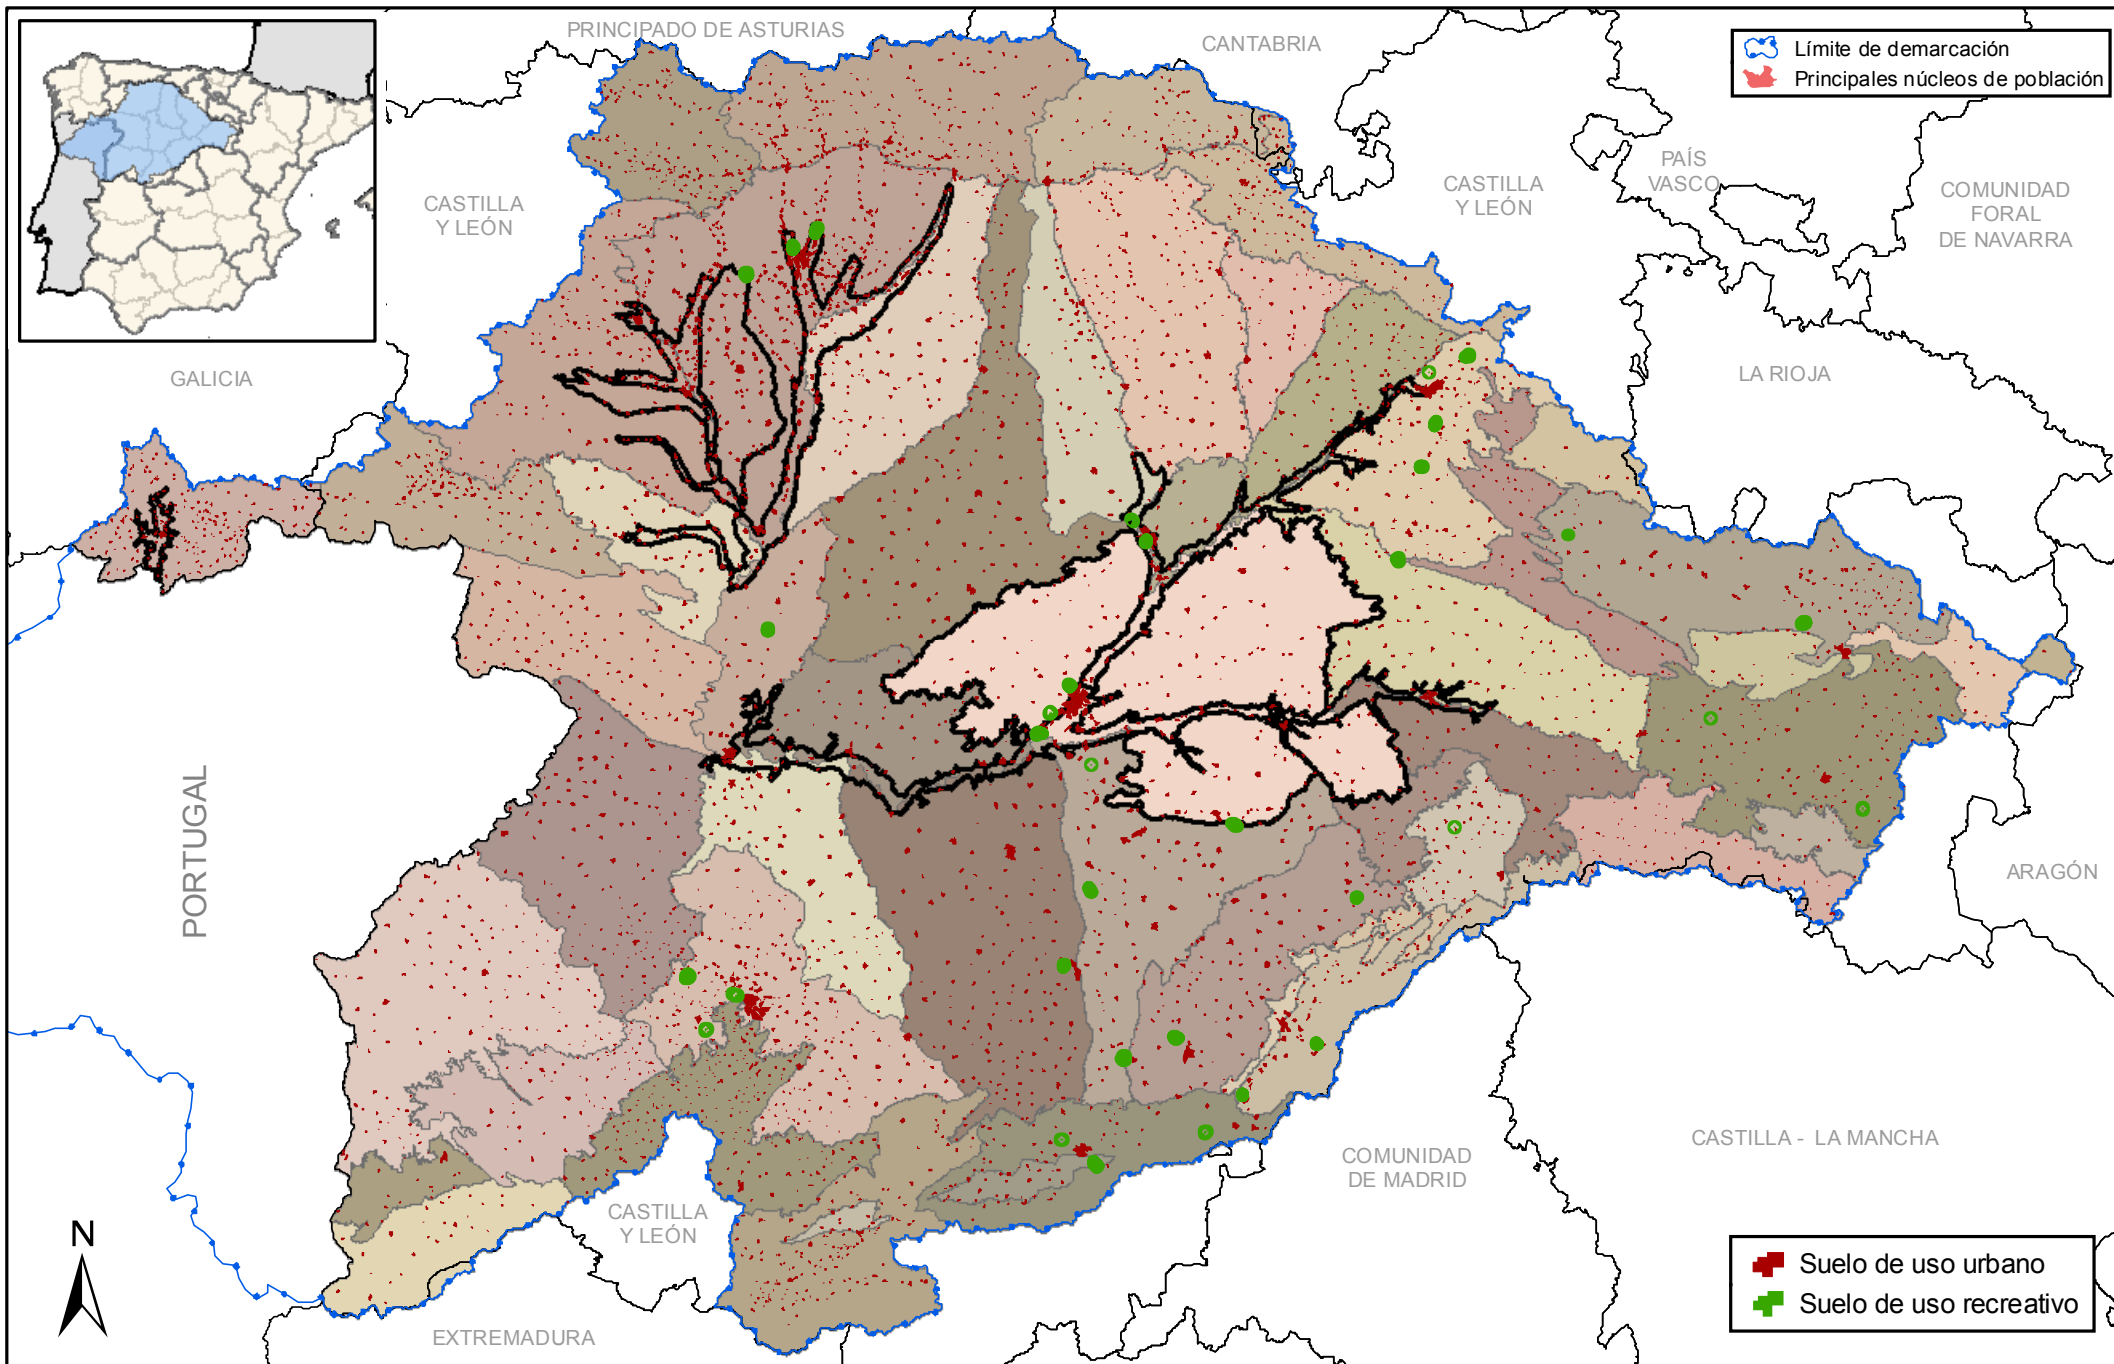 PRINCIPADO DE ASTURIAS
CANTABRIA
Límite de demarcación
Principales núcleos de población
PAÍS
VASCO
CASTILLA
Y LEÓN
COMUNIDAD
FORAL
DE NAVARRA
CASTILLA
Y LEÓN
GALICIA
LA RIOJA
PORTUGAL
ARAGÓN
CASTILLA - LA MANCHA
COMUNIDAD
DE MADRID
CASTILLA
Y LEÓN
N
EXTREMADURA
Suelo de uso urbano
Suelo de uso recreativo